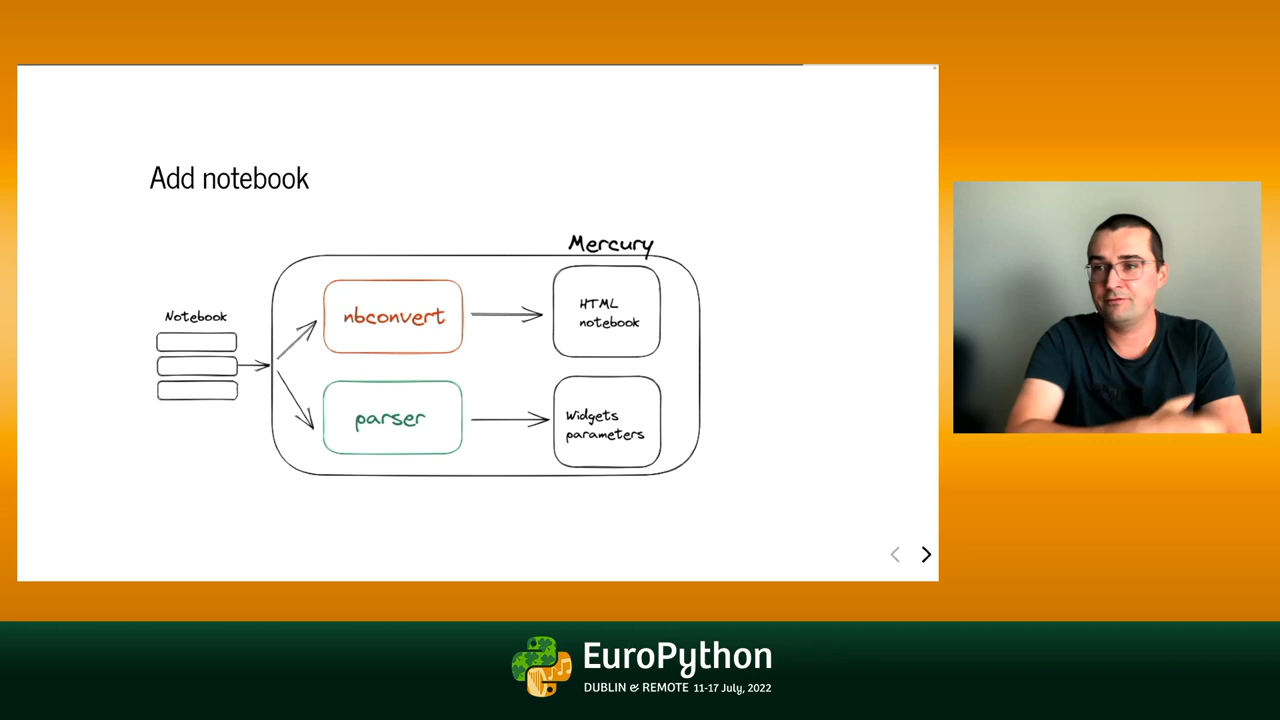 Add notebook
Mercury
Notebook
nbconvert
HTML
notebook
parser
Widgets
parameters
EuroPython
DUBLIN & REMOTE 11-17 July, 2022